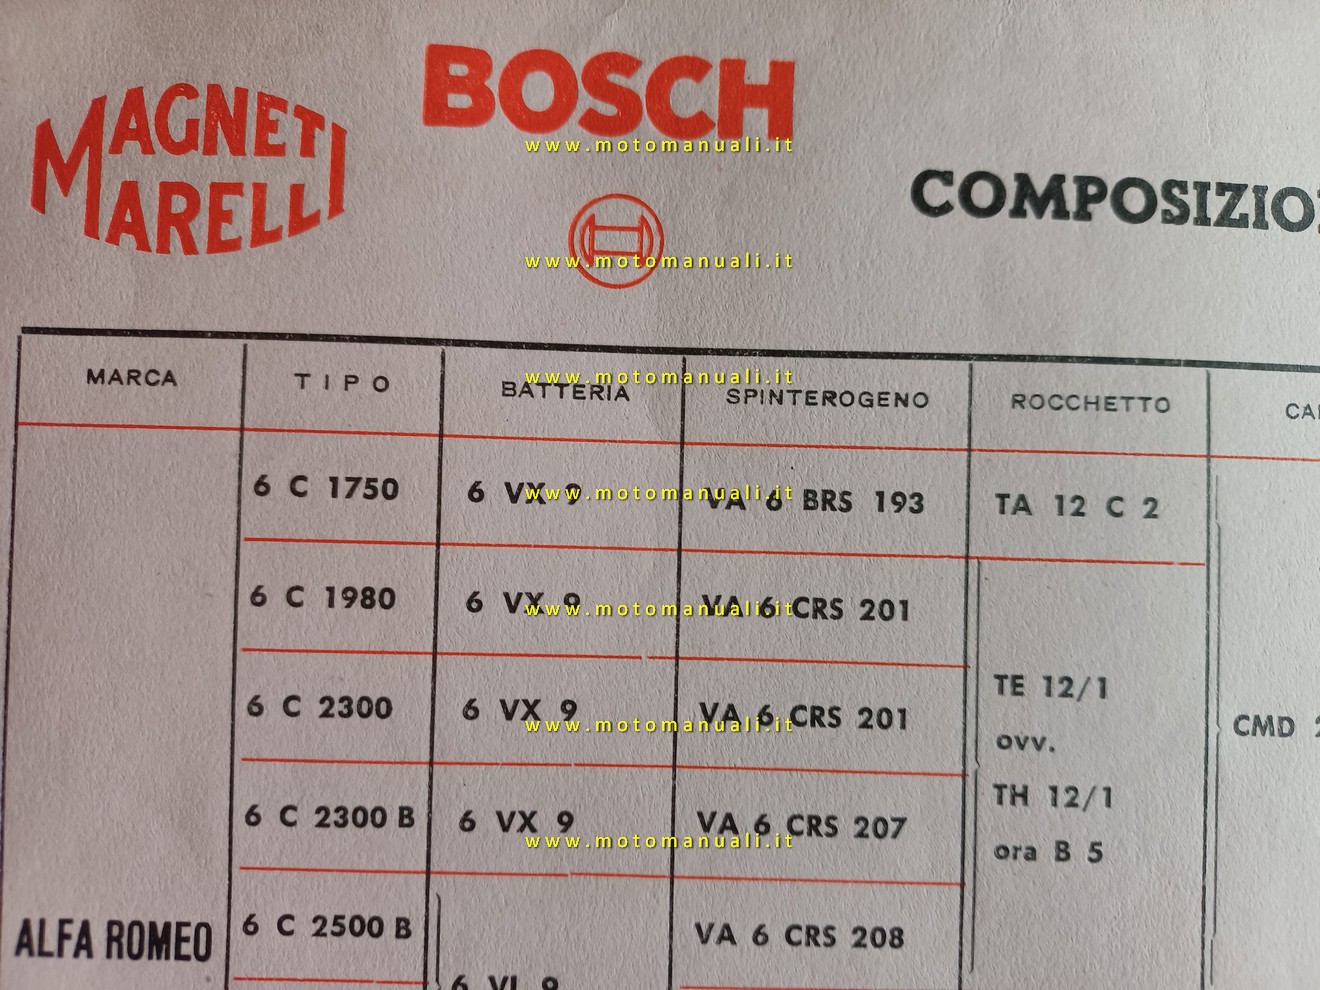 MAGNETI
MARELLI
BOSCH
www.motomanuali.it
www.motomanuali.it
MARCA TIPO BATTERIA SPINTEROGENO ROCCHETTO
www.motomanuali.it
6 C 1750 6 VX 9 VA 6 BRS 193 TA 12 C 2
www.motomanuali.it
6 C 1980 6 VX 9 VA 6 CRS 201
www.motomanuali.it
TE 12/1
6 C 2300 6 VX 9 VA 6 CRS 201 CMD
www.motomanuali.it
ovv.
TH 12/1
6 C 2300 B 6 VX 9 VA 6 CRS 207
www.motomanuali.it
ora B 5
ALFA ROMEO 6 C 2500 B VA 6 CRS 208